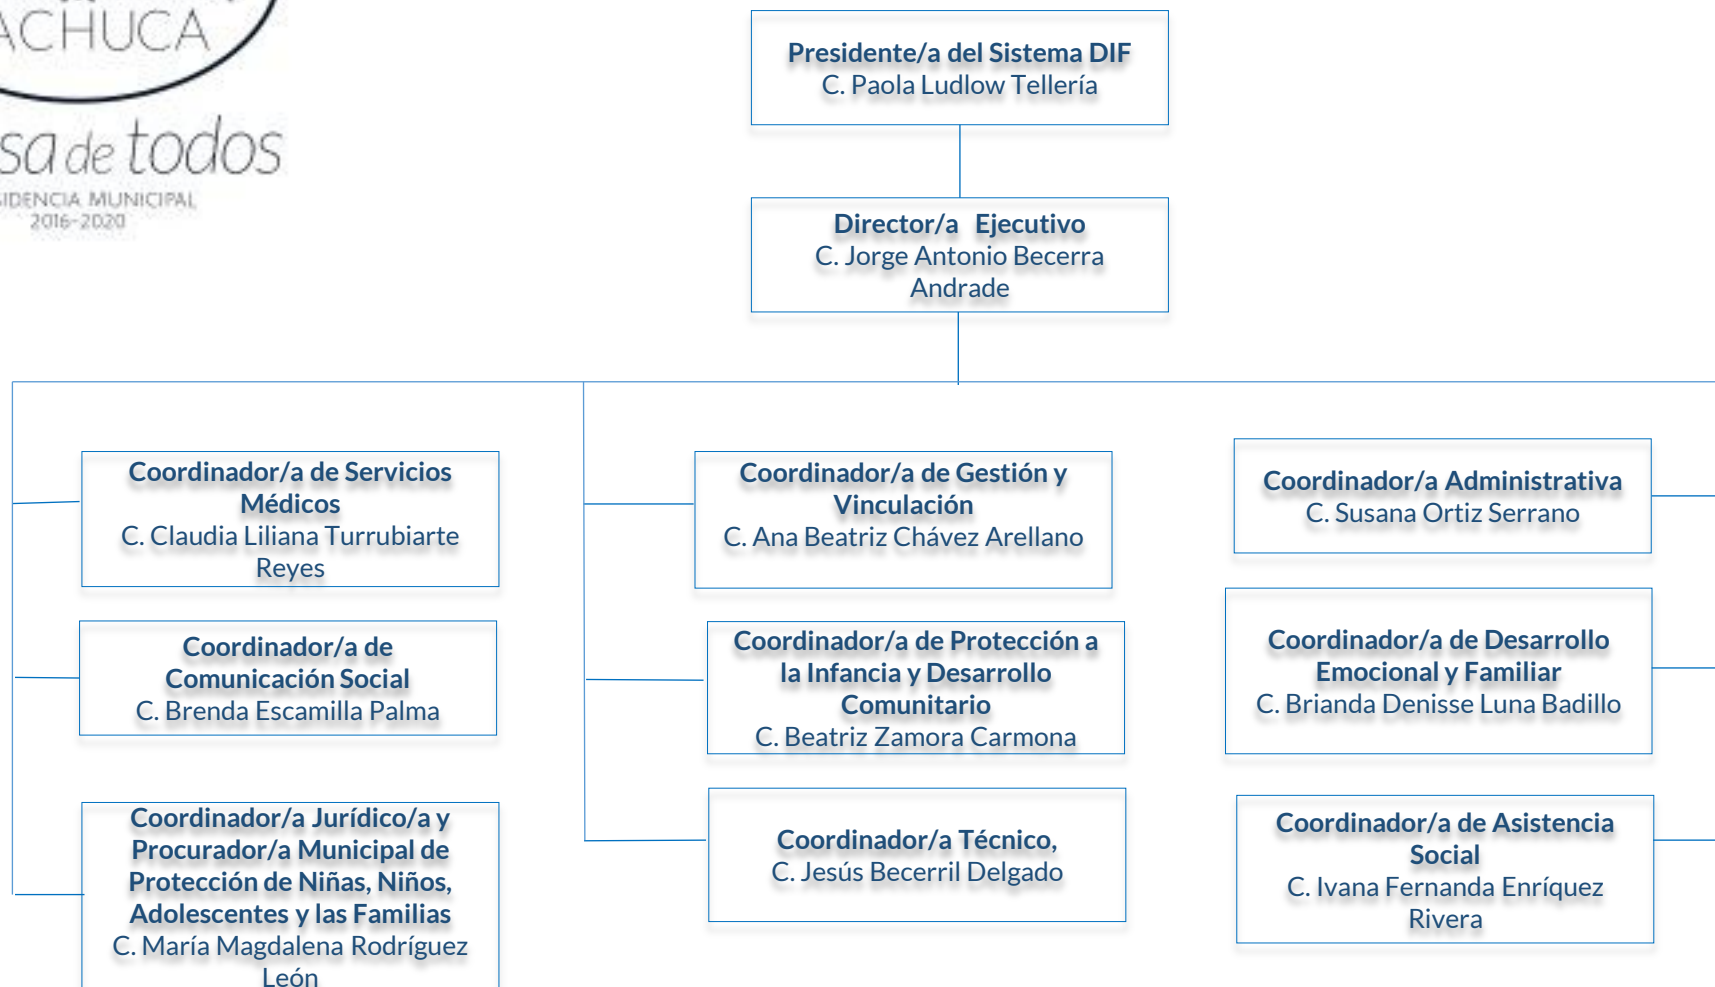 ACHUCA
sa de todos
SIDENCIA MUNICIPAL
2016-2020
Presidente/a del Sistema DIF
C. Paola Ludlow Tellería
Director/a Ejecutivo
C. Jorge Antonio Becerra
Andrade
Coordinador/a de Servicios
Médicos
C. Claudia Liliana Turrubiarte
Reyes
Coordinador/a de
Comunicación Social
C. Brenda Escamilla Palma
Coordinador/a Jurídico/a y
Procurador/a Municipal de
Protección de Niñas, Niños,
Adolescentes y las Familias
C. María Magdalena Rodríguez
León
Coordinador/a de Gestión y
Vinculación
C. Ana Beatriz Chávez Arellano
Coordinador/a de Protección a
la Infancia y Desarrollo
Comunitario
C. Beatriz Zamora Carmona
Coordinador/a Técnico,
C. Jesús Becerril Delgado
Coordinador/a Administrativa
C. Susana Ortiz Serrano
Coordinador/a de Desarrollo
Emocional y Familiar
C. Brianda Denisse Luna Badillo
Coordinador/a de Asistencia
Social
C. Ivana Fernanda Enríquez
Rivera